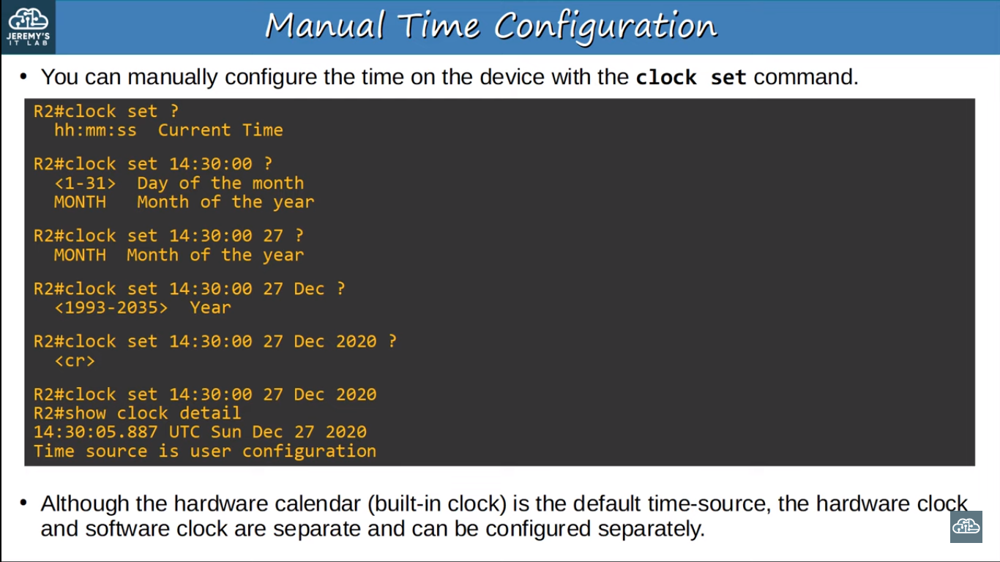 JEREMY'S
IT LAB
Manual Time Configuration
• You can manually configure the time on the device with the clock set command.
R2#clock set ?
  hh:mm:ss  Current Time
R2#clock set 14:30:00 ?
  <1-31>  Day of the month
  MONTH   Month of the year
R2#clock set 14:30:00 27 ?
  MONTH  Month of the year
R2#clock set 14:30:00 27 Dec ?
  <1993-2035>  Year
R2#clock set 14:30:00 27 Dec 2020 ?
  <cr>
R2#clock set 14:30:00 27 Dec 2020
R2#show clock detail
14:30:05.887 UTC Sun Dec 27 2020
Time source is user configuration
• Although the hardware calendar (built-in clock) is the default time-source, the hardware clock
and software clock are separate and can be configured separately.